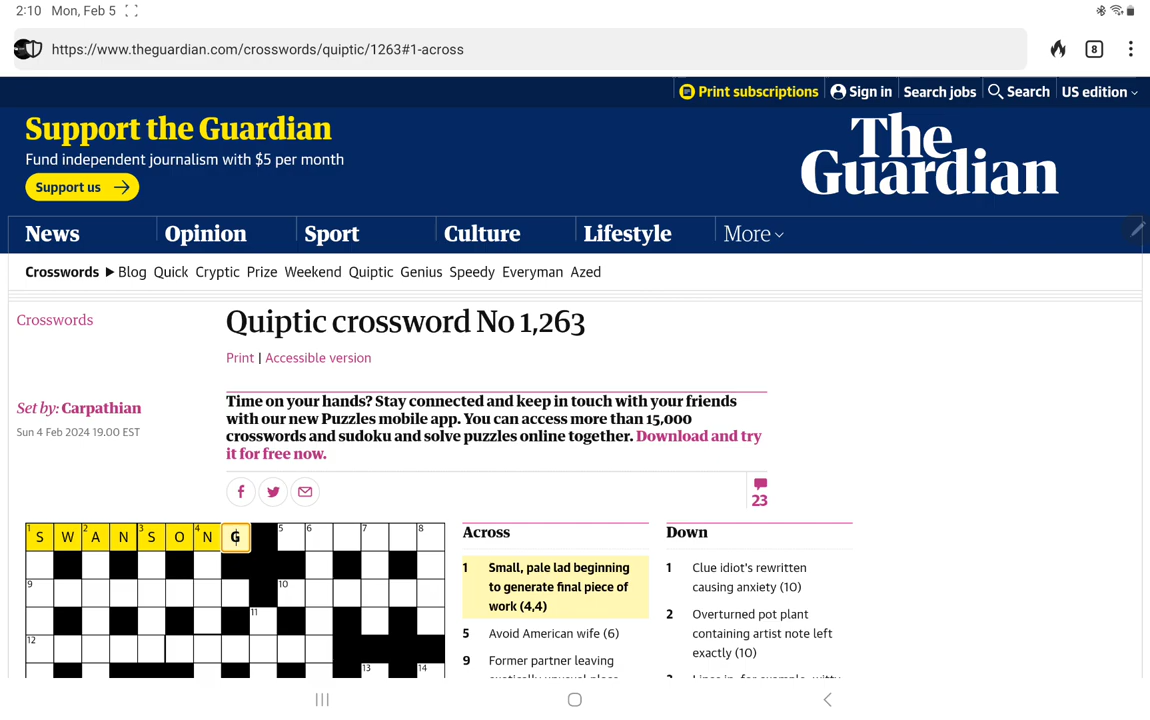 2:10 Mon, Feb 5
https://www.theguardian.com/crosswords/quiptic/1263#1-across
8
Print subscriptions Sign in Search jobs Search US edition
Support the Guardian
Fund independent journalism with $5 per month
Support us
The Guardian
News Opinion Sport Culture Lifestyle More
Crosswords Blog Quick Cryptic Prize Weekend Quiptic Genius Speedy Everyman Azed
Crosswords
Quiptic crossword No 1,263
Print | Accessible version
Set by: Carpathian
Sun 4 Feb 2024 19.00 EST
Time on your hands? Stay connected and keep in touch with your friends
with our new Puzzles mobile app. You can access more than 15,000
crosswords and sudoku and solve puzzles online together. Download and try
it for free now.
23
1 2 3 4 5 6 7 8
S W A N S O N G
9 10
11
12
13 14
Across
1 Small, pale lad beginning
to generate final piece of
work (4,4)
5 Avoid American wife (6)
9 Former partner leaving
Down
1 Clue idiot's rewritten
causing anxiety (10)
2 Overturned pot plant
containing artist note left
exactly (10)